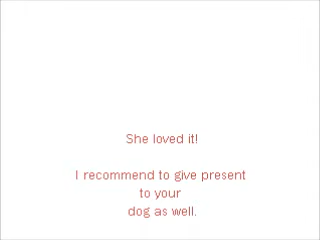 She loved it!
I recommend to give present
to your
dog as well.